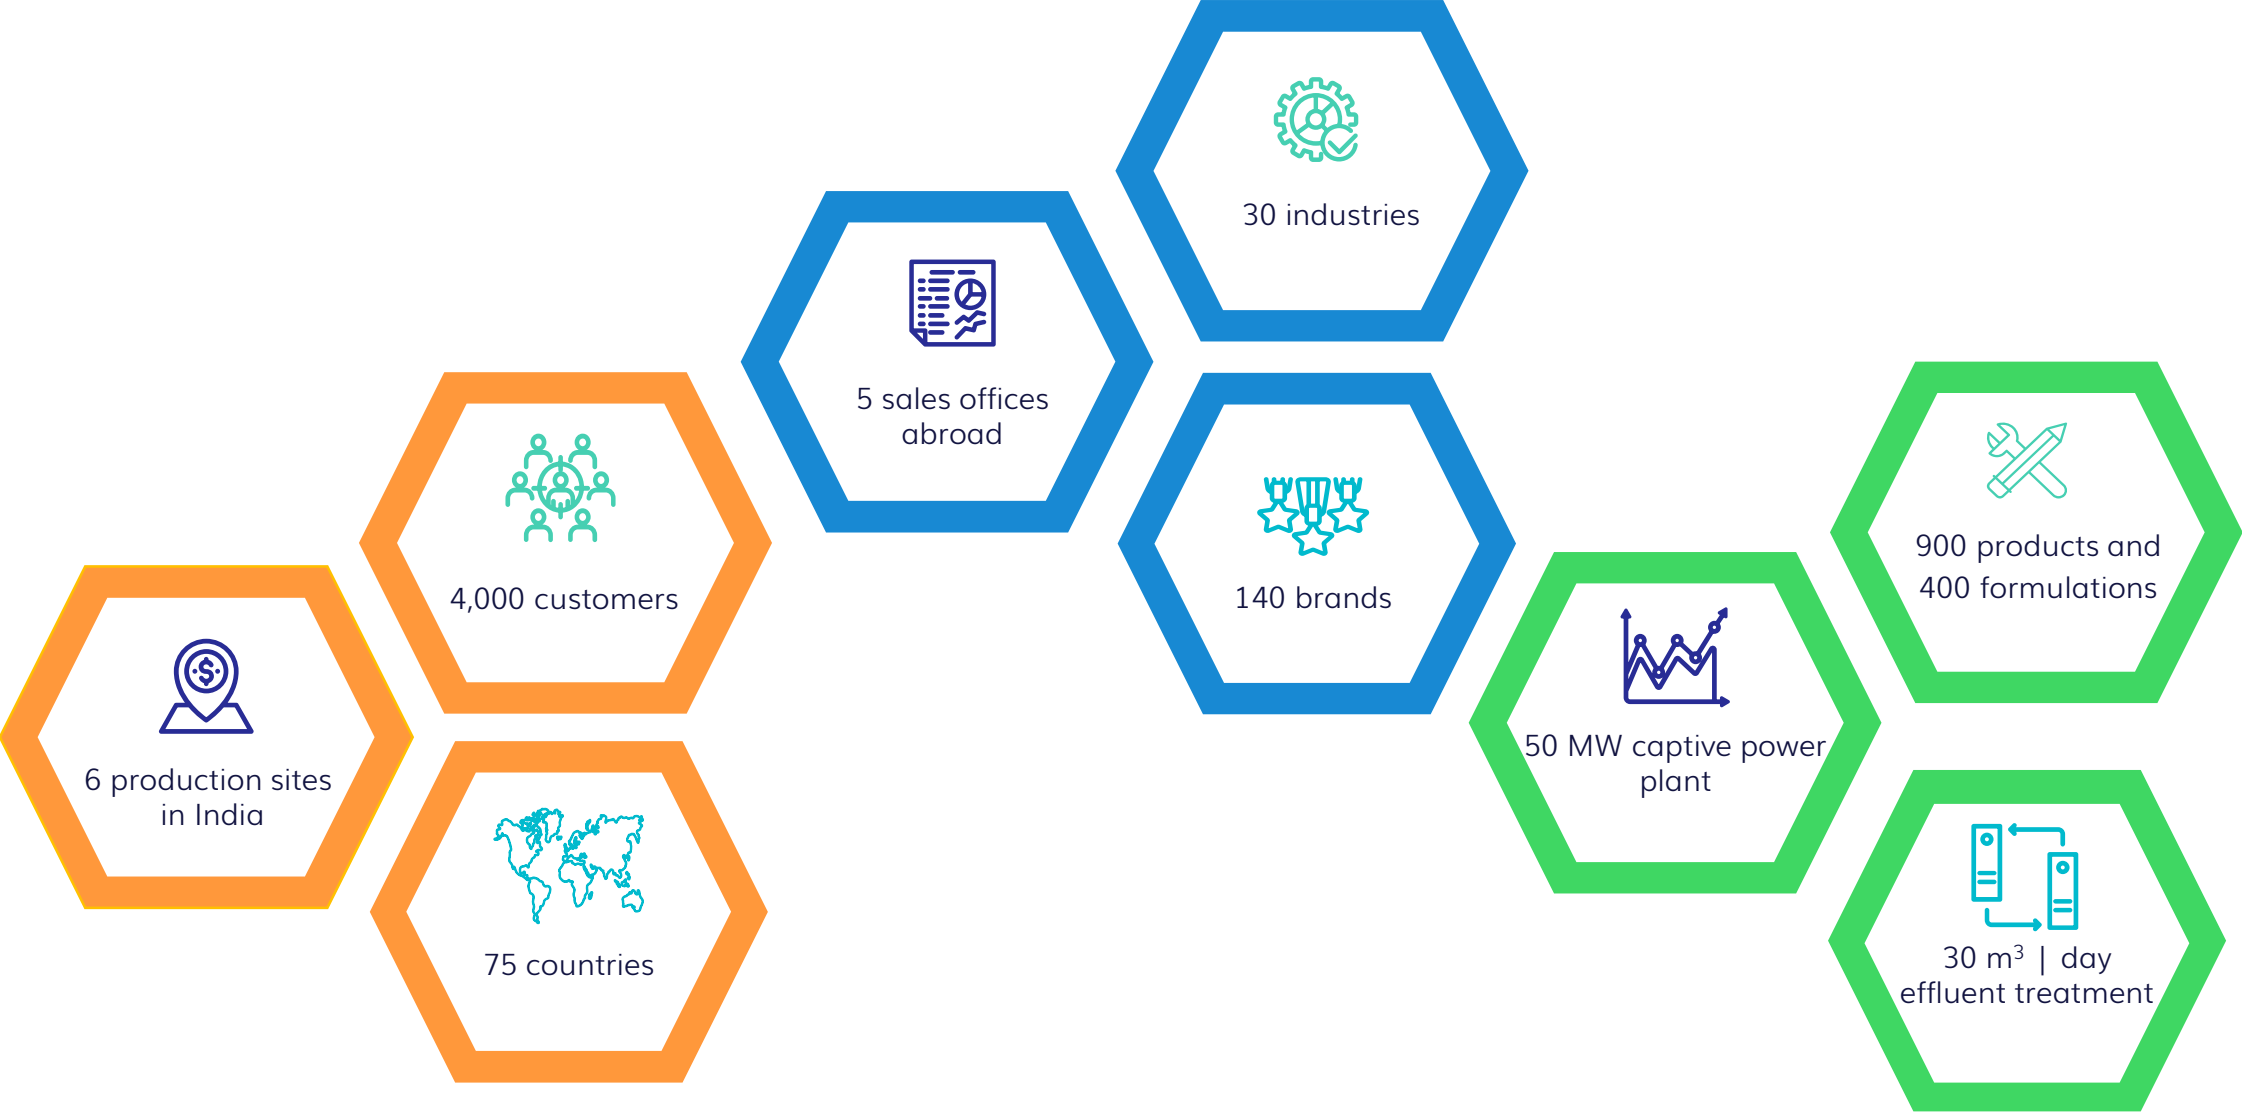 30 industries
5 sales offices
abroad
4,000 customers
140 brands
900 products and
400 formulations
6 production sites
in India
50 MW captive power
plant
75 countries
30 m³ | day
effluent treatment